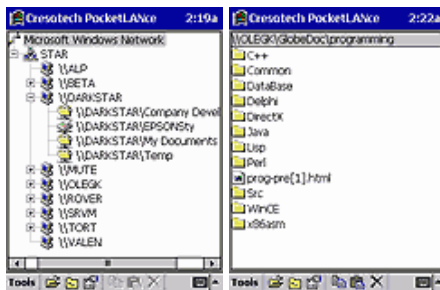 Cresotech PocketLANce 2:19a
Microsoft Windows Network
STAR
\\ALP
\\BETA
\\DARKSTAR
\\DARKSTAR\Company Devel
\\DARKSTAR\EPSONSty
\\DARKSTAR\My Documents
\\DARKSTAR\Temp
\\MUTE
\\OLEGK
\\ROVER
\\SRVM
\\TORT
\\VALEN
Tools
Cresotech PocketLANce 2:22a
\\OLEGK\GlobeDoc\programming
C++
Common
DataBase
Delphi
DirectX
Java
Lisp
Perl
prog-pre[1].html
Src
WinCE
x86asm
Tools